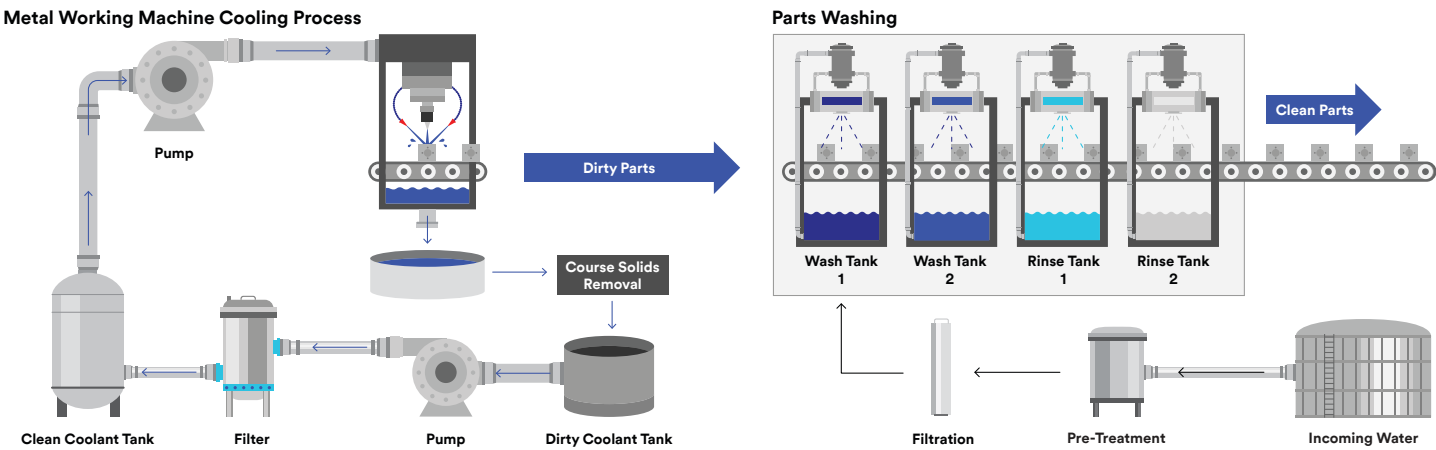 Metal Working Machine Cooling Process
Parts Washing
Pump
Dirty Parts
Clean Parts
Wash Tank
1
Wash Tank
2
Rinse Tank
1
Rinse Tank
2
Course Solids
Removal
Clean Coolant Tank
Filter
Pump
Dirty Coolant Tank
Filtration
Pre-Treatment
Incoming Water